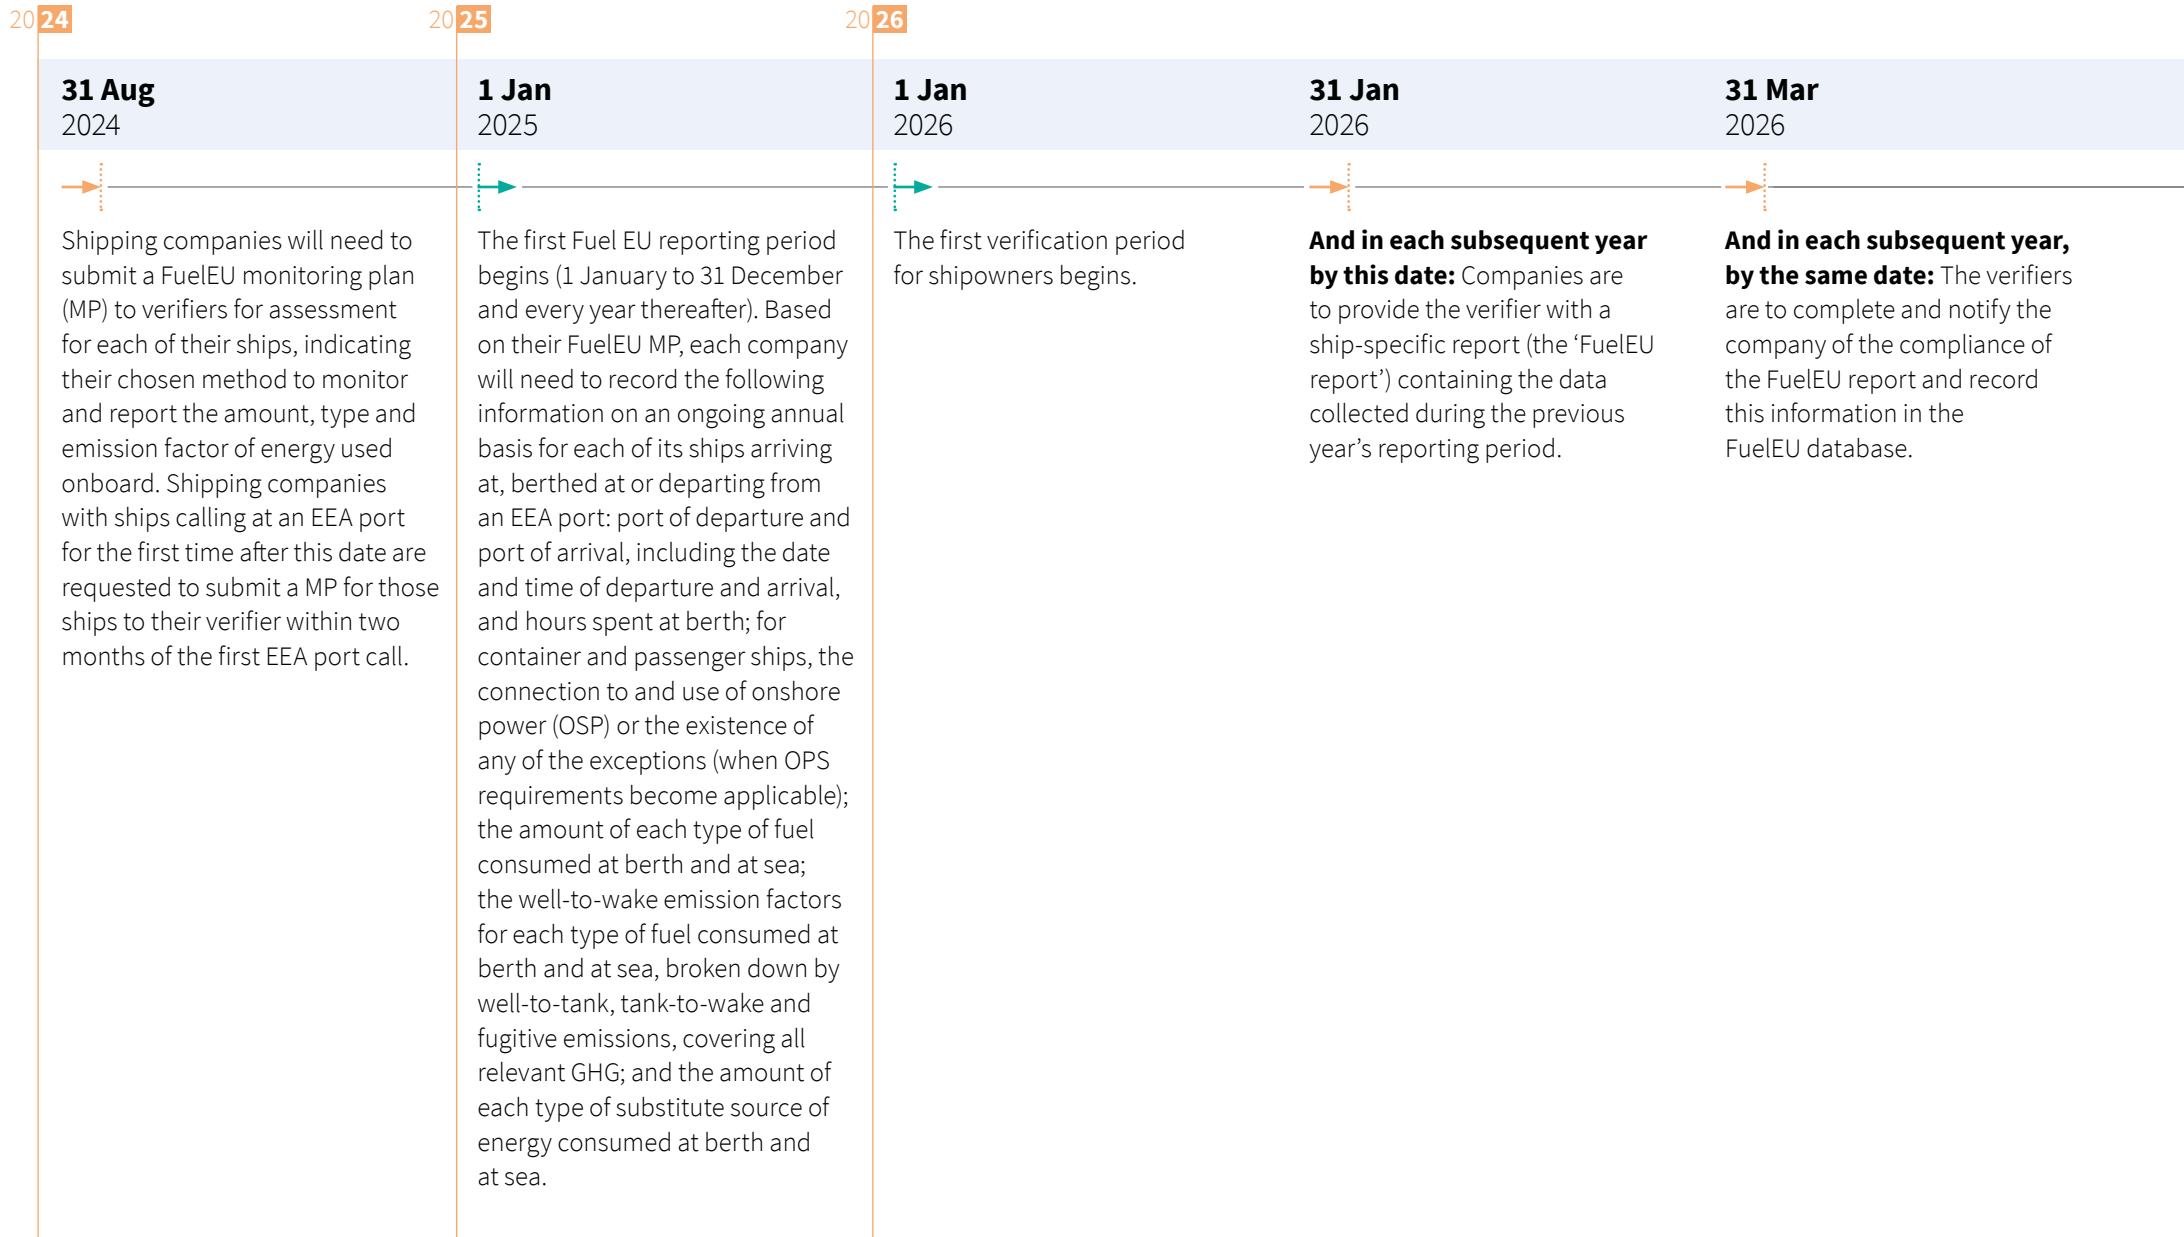 2024
2025
2026
31 Aug
2024
1 Jan
2025
1 Jan
2026
31 Jan
2026
31 Mar
2026
Shipping companies will need to
submit a FuelEU monitoring plan
(MP) to verifiers for assessment
for each of their ships, indicating
their chosen method to monitor
and report the amount, type and
emission factor of energy used
onboard. Shipping companies
with ships calling at an EEA port
for the first time after this date are
requested to submit a MP for those
ships to their verifier within two
months of the first EEA port call.
The first Fuel EU reporting period
begins (1 January to 31 December
and every year thereafter). Based
on their FuelEU MP, each company
will need to record the following
information on an ongoing annual
basis for each of its ships arriving
at, berthed at or departing from
an EEA port: port of departure and
port of arrival, including the date
and time of departure and arrival,
and hours spent at berth; for
container and passenger ships, the
connection to and use of onshore
power (OSP) or the existence of
any of the exceptions (when OPS
requirements become applicable);
the amount of each type of fuel
consumed at berth and at sea;
the well-to-wake emission factors
for each type of fuel consumed at
berth and at sea, broken down by
well-to-tank, tank-to-wake and
fugitive emissions, covering all
relevant GHG; and the amount of
each type of substitute source of
energy consumed at berth and
at sea.
The first verification period
for shipowners begins.
And in each subsequent year
by this date: Companies are
to provide the verifier with a
ship-specific report (the ‘FuelEU
report’) containing the data
collected during the previous
year’s reporting period.
And in each subsequent year,
by the same date: The verifiers
are to complete and notify the
company of the compliance of
the FuelEU report and record
this information in the
FuelEU database.